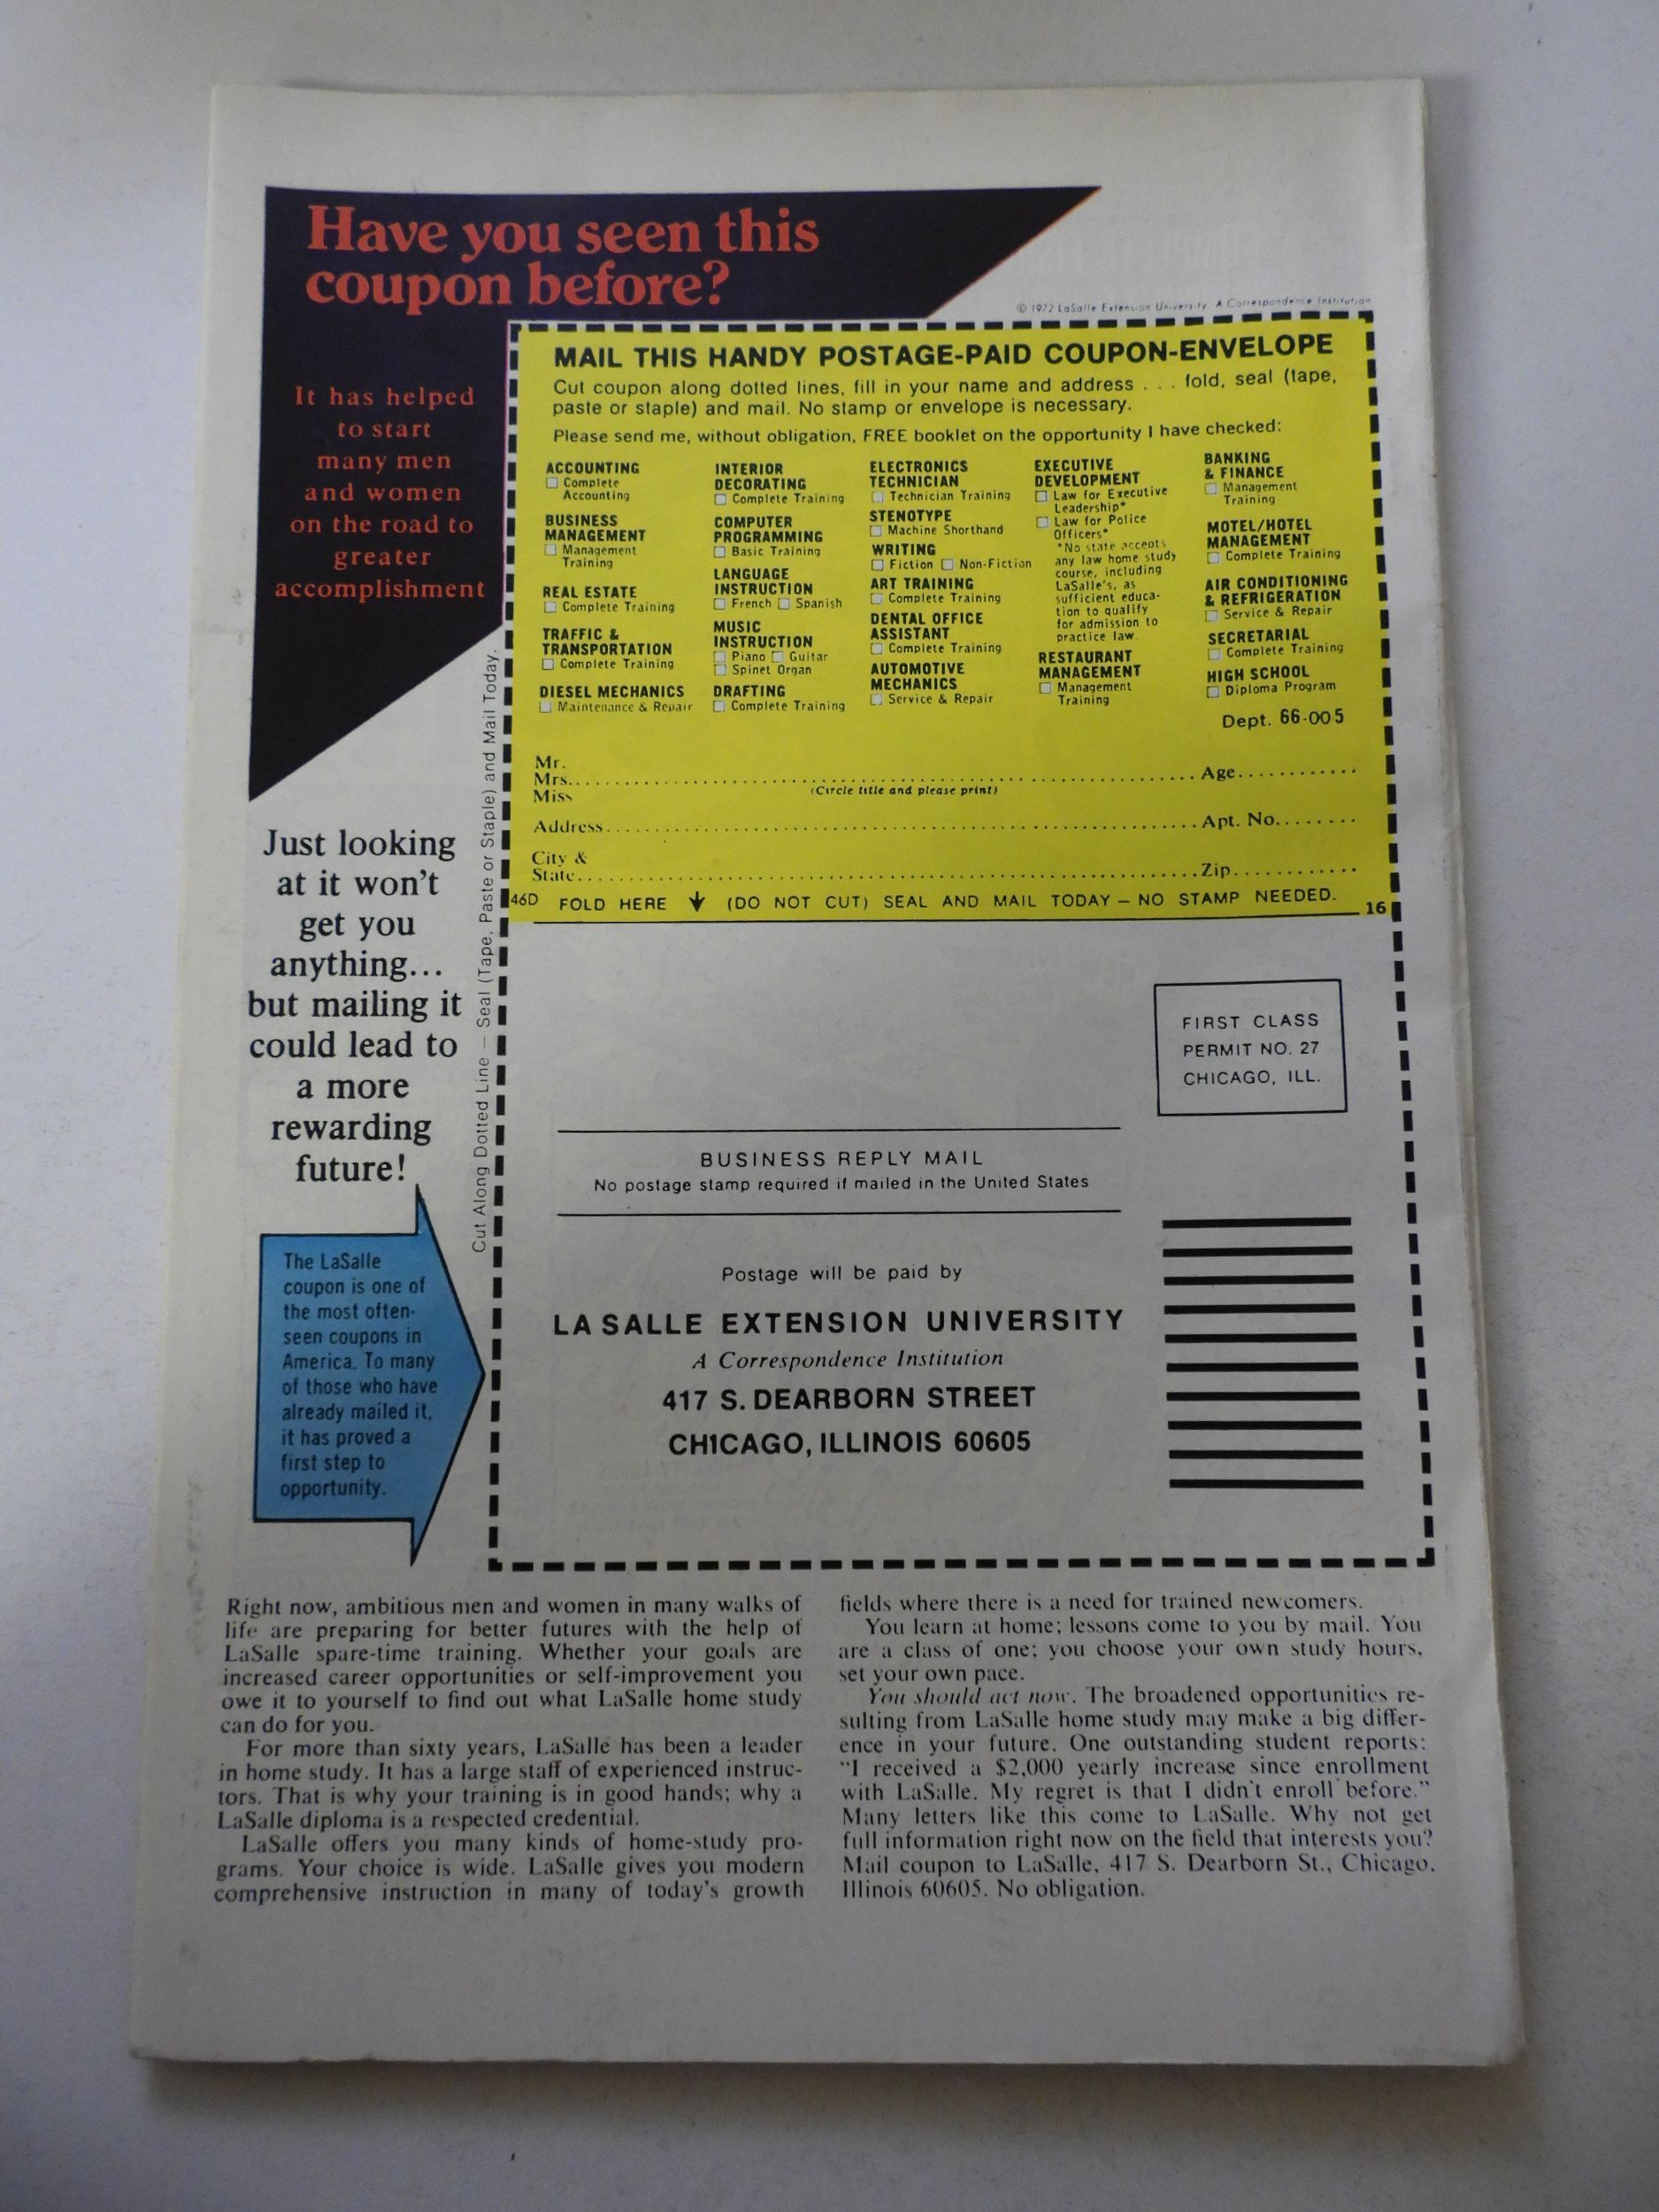 Have you seen this
coupon before?
© 1972 LaSalle Extension University A Correspondence Institution
It has helped
to start
many men
and women
on the road to
greater
accomplishment
MAIL THIS HANDY POSTAGE-PAID COUPON-ENVELOPE
Cut coupon along dotted lines, fill in your name and address . . . fold, seal (tape,
paste or staple) and mail. No stamp or envelope is necessary.
Please send me, without obligation, FREE booklet on the opportunity I have checked:
ACCOUNTING
☐ Complete
Accounting
BUSINESS
MANAGEMENT
☐ Management
Training
REAL ESTATE
☐ Complete Training
TRAFFIC &
TRANSPORTATION
☐ Complete Training
DIESEL MECHANICS
☐ Maintenance & Repair
INTERIOR
DECORATING
☐ Complete Training
COMPUTER
PROGRAMMING
☐ Basic Training
LANGUAGE
INSTRUCTION
☐ French ☐ Spanish
MUSIC
INSTRUCTION
☐ Piano ☐ Guitar
☐ Spinet Organ
DRAFTING
☐ Complete Training
ELECTRONICS
TECHNICIAN
☐ Technician Training
STENOTYPE
☐ Machine Shorthand
WRITING
☐ Fiction ☐ Non-Fiction
ART TRAINING
☐ Complete Training
DENTAL OFFICE
ASSISTANT
☐ Complete Training
AUTOMOTIVE
MECHANICS
☐ Service & Repair
EXECUTIVE
DEVELOPMENT
☐ Law for Executive
Leadership*
☐ Law for Police
Officers*
*No state accepts
any law home study
course, including
LaSalle's, as
sufficient educa-
tion to qualify
for admission to
practice law.
RESTAURANT
MANAGEMENT
☐ Management
Training
BANKING
& FINANCE
☐ Management
Training
MOTEL/HOTEL
MANAGEMENT
☐ Complete Training
AIR CONDITIONING
& REFRIGERATION
☐ Service & Repair
SECRETARIAL
☐ Complete Training
HIGH SCHOOL
☐ Diploma Program
Dept. 66-005
Mr.
Mrs. Age
Miss (Circle title and please print)
Address Apt. No.
City &
State Zip
46D FOLD HERE ↓ (DO NOT CUT) SEAL AND MAIL TODAY – NO STAMP NEEDED. 16
Cut Along Dotted Line – Seal (Tape, Paste or Staple) and Mail Today.
Just looking
at it won't
get you
anything...
but mailing it
could lead to
a more
rewarding
future!
The LaSalle
coupon is one of
the most often-
seen coupons in
America. To many
of those who have
already mailed it,
it has proved a
first step to
opportunity.
FIRST CLASS
PERMIT NO. 27
CHICAGO, ILL.
BUSINESS REPLY MAIL
No postage stamp required if mailed in the United States
Postage will be paid by
LA SALLE EXTENSION UNIVERSITY
A Correspondence Institution
417 S. DEARBORN STREET
CHICAGO, ILLINOIS 60605
Right now, ambitious men and women in many walks of
life are preparing for better futures with the help of
LaSalle spare-time training. Whether your goals are
increased career opportunities or self-improvement you
owe it to yourself to find out what LaSalle home study
can do for you.
For more than sixty years, LaSalle has been a leader
in home study. It has a large staff of experienced instruc-
tors. That is why your training is in good hands; why a
LaSalle diploma is a respected credential.
LaSalle offers you many kinds of home-study pro-
grams. Your choice is wide. LaSalle gives you modern
comprehensive instruction in many of today's growth
fields where there is a need for trained newcomers.
You learn at home; lessons come to you by mail. You
are a class of one; you choose your own study hours,
set your own pace.
You should act now. The broadened opportunities re-
sulting from LaSalle home study may make a big differ-
ence in your future. One outstanding student reports:
"I received a $2,000 yearly increase since enrollment
with LaSalle. My regret is that I didn't enroll before."
Many letters like this come to LaSalle. Why not get
full information right now on the field that interests you?
Mail coupon to LaSalle, 417 S. Dearborn St., Chicago,
Illinois 60605. No obligation.